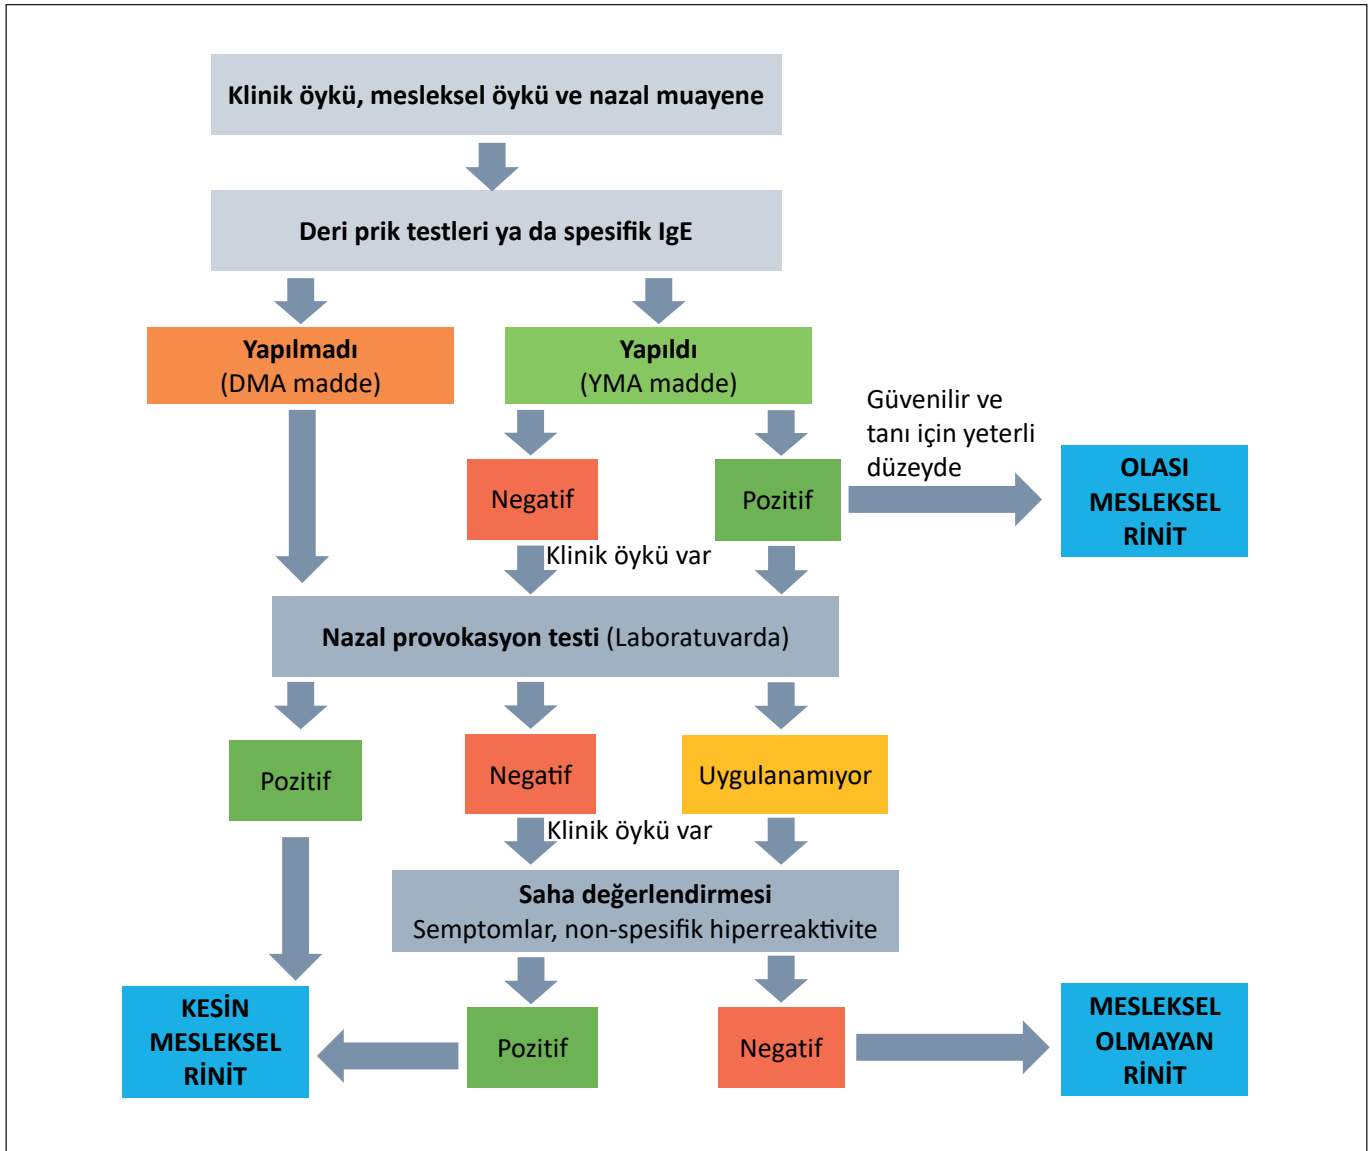 Klinik öykü, mesleksel öykü ve nazal muayene
Deri prik testleri ya da spesifik IgE
Yapılmadı
(DMA madde)
Yapıldı
(YMA madde)
Güvenilir ve
tanı için yeterli
düzeyde
Negatif
Pozitif
OLASI
MESLEKSEL
RİNİT
Klinik öykü var
Nazal provokasyon testi (Laboratuvarda)
Pozitif
Negatif
Uygulanamıyor
Klinik öykü var
Saha değerlendirmesi
Semptomlar, non-spesifik hiperreaktivite
KESİN
MESLEKSEL
RİNİT
Pozitif
Negatif
MESLEKSEL
OLMAYAN
RİNİT